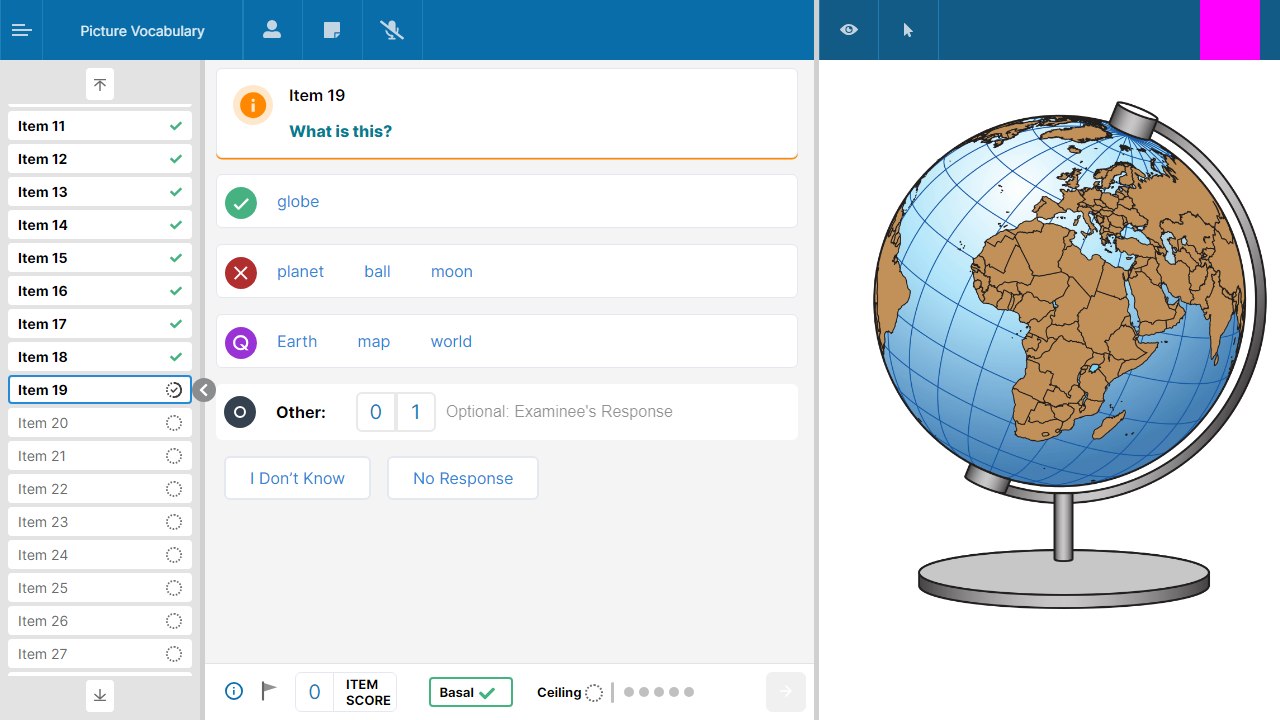 Picture Vocabulary
Item 11
Item 12
Item 13
Item 14
Item 15
Item 16
Item 17
Item 18
Item 19
Item 20
Item 21
Item 22
Item 23
Item 24
Item 25
Item 26
Item 27
Item 19
What is this?
globe
planet ball moon
Q Earth map world
O Other: 0 1 Optional: Examinee's Response
I Don't Know No Response
0 ITEM SCORE Basal Ceiling